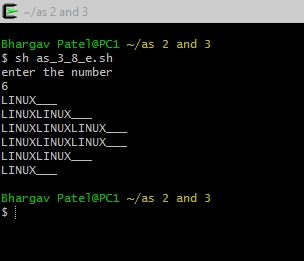 ~/as 2 and 3
Bhargav Patel@PC1 ~/as 2 and 3
$ sh as_3_8_e.sh
enter the number
6
LINUX___
LINUXLINUX___
LINUXLINUXLINUX___
LINUXLINUXLINUX___
LINUXLINUX___
LINUX___
Bhargav Patel@PC1 ~/as 2 and 3
$